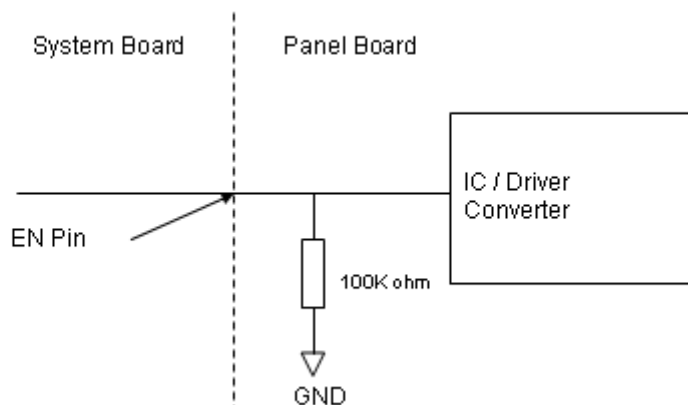 System Board
Panel Board
IC / Driver
Converter
EN Pin
100K ohm
GND